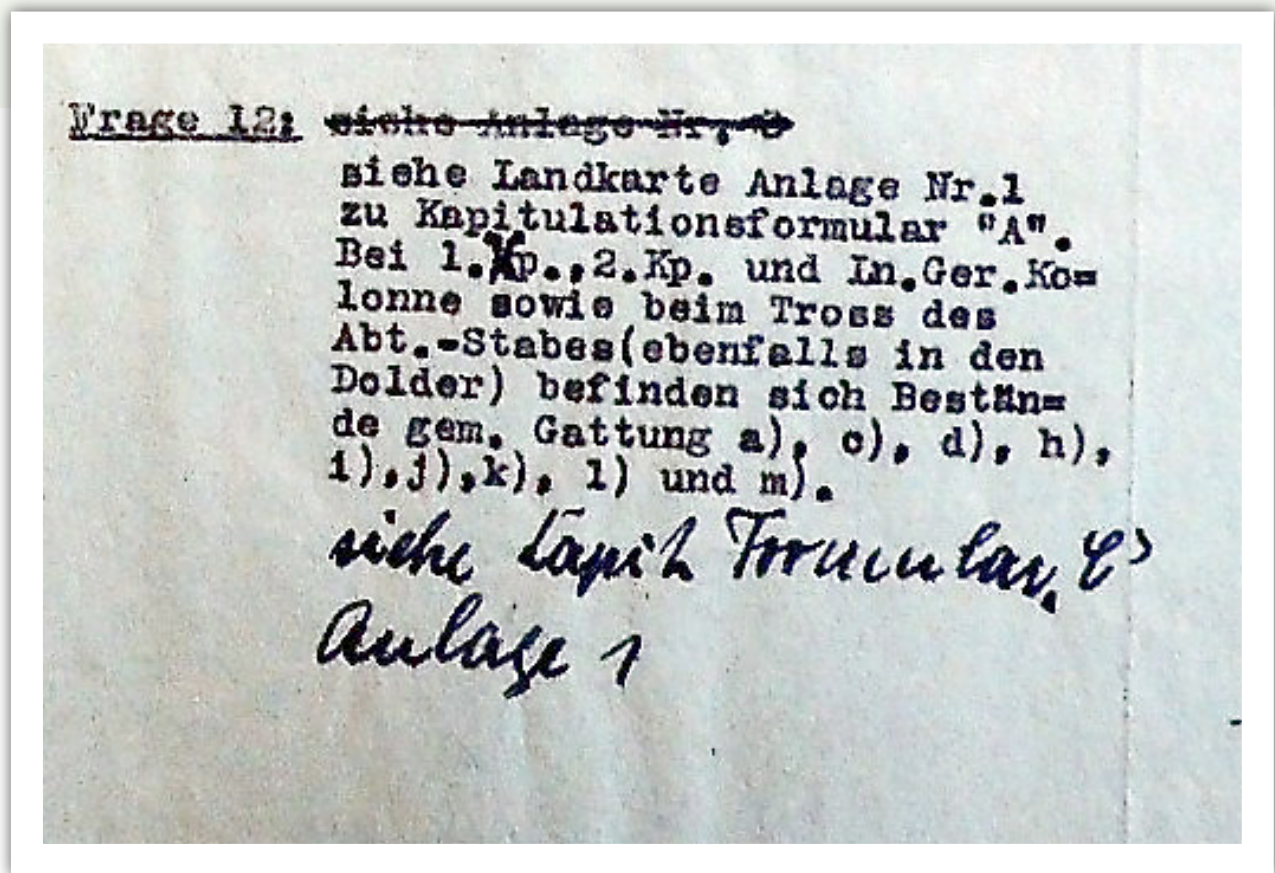 Frage 12: siehe Anlage Nr.
siehe Landkarte Anlage Nr.1
zu Kapitulationsformular "A".
Bei 1.Kp., 2.Kp. und In.Ger.Ko=
lonne sowie beim Tross des
Abt.-Stabes(ebenfalls in den
Dolder) befinden sich Bestän=
de gem. Gattung a), c), d), h),
i),j),k), l) und m).
siehe Kapit Formular
Anlage 1